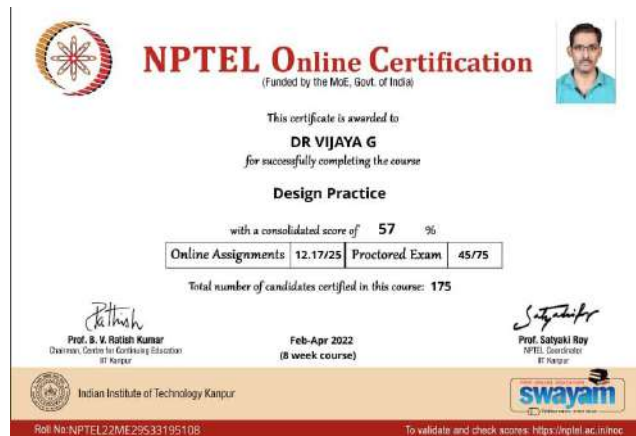 NPTEL Online Certification
(Funded by the MoE, Govt. of India)
This certificate is awarded to
DR VIJAYA G
for successfully completing the course
Design Practice
with a consolidated score of 57 %
Online Assignments 12.17/25 Proctored Exam 45/75
Total number of candidates certified in this course: 175
Prof. B. V. Ratish Kumar
Chairman, Centre for Continuing Education
IIT Kanpur
Feb-Apr 2022
(8 week course)
Prof. Satyaki Roy
NPTEL Coordinator
IIT Kanpur
Indian Institute of Technology Kanpur
swayam
Roll No:NPTEL22ME29S33195108
To validate and check scores: https://nptel.ac.in/noc